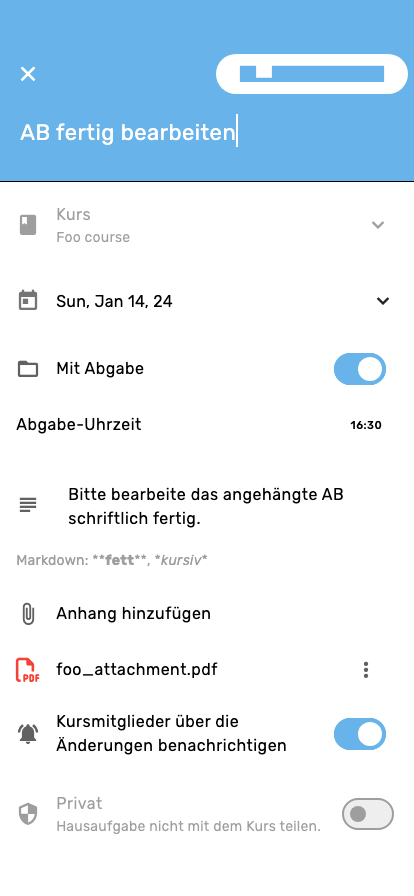 AB fertig bearbeiten
Kurs
Foo course
Sun, Jan 14, 24
Mit Abgabe
Abgabe-Uhrzeit 16:30
Bitte bearbeite das angehängte AB
schriftlich fertig.
Markdown: **fett**, *kursiv*
Anhang hinzufügen
PDF foo_attachment.pdf
Kursmitglieder über die
Änderungen benachrichtigen
Privat
Hausaufgabe nicht mit dem Kurs teilen.